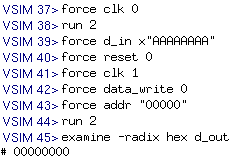 VSIM 37> force clk 0
VSIM 38> run 2
VSIM 39> force d_in x"AAAAAAAA"
VSIM 40> force reset 0
VSIM 41> force clk 1
VSIM 42> force data_write 0
VSIM 43> force addr "00000"
VSIM 44> run 2
VSIM 45> examine -radix hex d_out
# 00000000